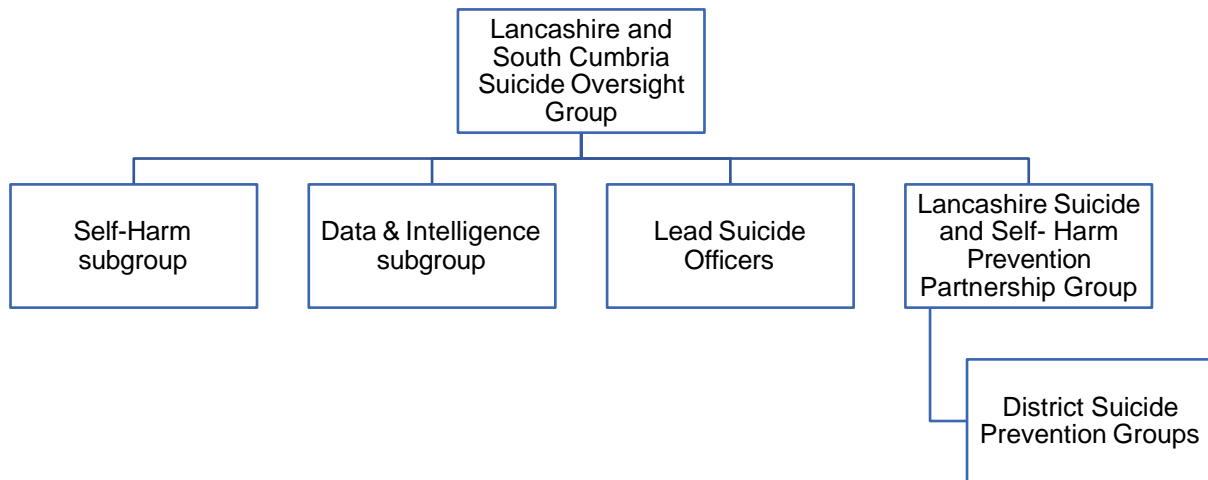 Lancashire and
South Cumbria
Suicide Oversight
Group
Self-Harm
subgroup
Data & Intelligence
subgroup
Lead Suicide
Officers
Lancashire Suicide
and Self- Harm
Prevention
Partnership Group
District Suicide
Prevention Groups